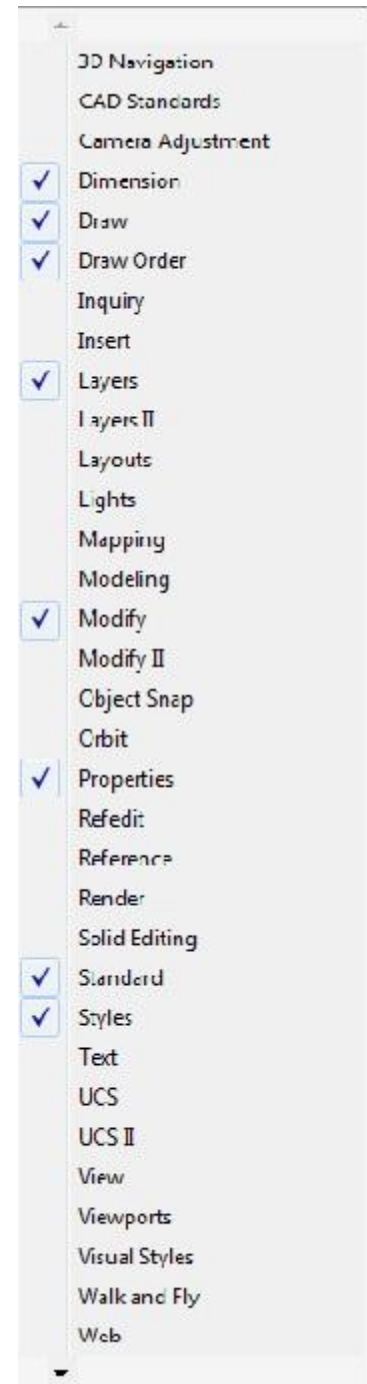 3D Navigation
CAD Standards
Camera Adjustment
Dimension
Draw
Draw Order
Inquiry
Insert
Layers
Layers II
Layouts
Lights
Mapping
Modeling
Modify
Modify II
Object Snap
Orbit
Properties
Refedit
Reference
Render
Solid Editing
Standard
Styles
Text
UCS
UCS II
View
Viewports
Visual Styles
Walk and Fly
Web